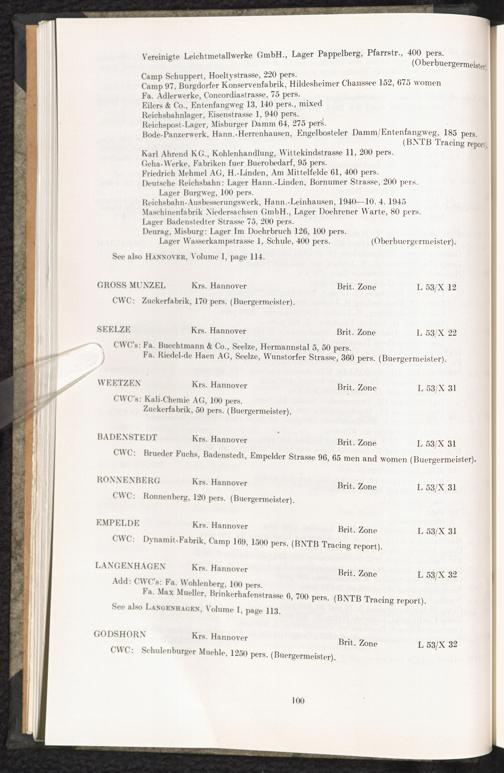 Vereinigte Leichtmetallwerke GmbH., Lager Pappelberg, Pfarrstr., 400 pers.
(Oberbuergermeister)
Camp Schuppert, Hoeltystrasse, 220 pers.
Camp 97, Burgdorfer Konservenfabrik, Hildesheimer Chaussee 152, 675 women
Fa. Adlerwerke, Concordiastrasse, 75 pers.
Eilers & Co., Entenfangweg 13, 140 pers., mixed
Reichsbahnlager, Eisenstrasse 1, 940 pers.
Reichspost-Lager, Misburger Damm 64, 275 pers.
Bode-Panzerwerk, Hann.-Herrenhausen, Engelbosteler Damm/Entenfangweg, 185 pers.
(BNTB Tracing report)
Karl Ahrend KG., Kohlenhandlung, Wittekindstrasse 11, 200 pers.
Geha-Werke, Fabriken fuer Buerobedarf, 95 pers.
Friedrich Mehmel AG, H.-Linden, Am Mittelfelde 61, 400 pers.
Deutsche Reichsbahn: Lager Hann.-Linden, Bornumer Strasse, 200 pers.
Lager Burgweg, 100 pers.
Reichsbahn-Ausbesserungswerk, Hann.-Leinhausen, 1940—10. 4. 1945
Maschinenfabrik Niedersachsen GmbH., Lager Doehrener Warte, 80 pers.
Lager Badenstedter Strasse 75, 200 pers.
Deurag, Misburg: Lager Im Doehrbruch 126, 100 pers.
Lager Wasserkampstrasse 1, Schule, 400 pers. (Oberbuergermeister).
See also HANNOVER, Volume I, page 114.
GROSS MUNZEL Krs. Hannover Brit. Zone L 53/X 12
CWC: Zuckerfabrik, 170 pers. (Buergermeister).
SEELZE Krs. Hannover Brit. Zone L 53/X 22
CWC's: Fa. Buechtmann & Co., Seelze, Hermannstal 5, 50 pers.
Fa. Riedel-de Haen AG, Seelze, Wunstorfer Strasse, 360 pers. (Buergermeister).
WEETZEN Krs. Hannover Brit. Zone L 53/X 31
CWC's: Kali-Chemie AG, 100 pers.
Zuckerfabrik, 50 pers. (Buergermeister).
BADENSTEDT Krs. Hannover Brit. Zone L 53/X 31
CWC: Brueder Fuchs, Badenstedt, Empelder Strasse 96, 65 men and women (Buergermeister).
RONNENBERG Krs. Hannover Brit. Zone L 53/X 31
CWC: Ronnenberg, 120 pers. (Buergermeister).
EMPELDE Krs. Hannover Brit. Zone L 53/X 31
CWC: Dynamit-Fabrik, Camp 169, 1500 pers. (BNTB Tracing report).
LANGENHAGEN Krs. Hannover Brit. Zone L 53/X 32
Add: CWC's: Fa. Wohlenberg, 100 pers.
Fa. Max Mueller, Brinkerhafenstrasse 6, 700 pers. (BNTB Tracing report).
See also LANGENHAGEN, Volume I, page 113.
GODSHORN Krs. Hannover Brit. Zone L 53/X 32
CWC: Schulenburger Muehle, 1250 pers. (Buergermeister).
100